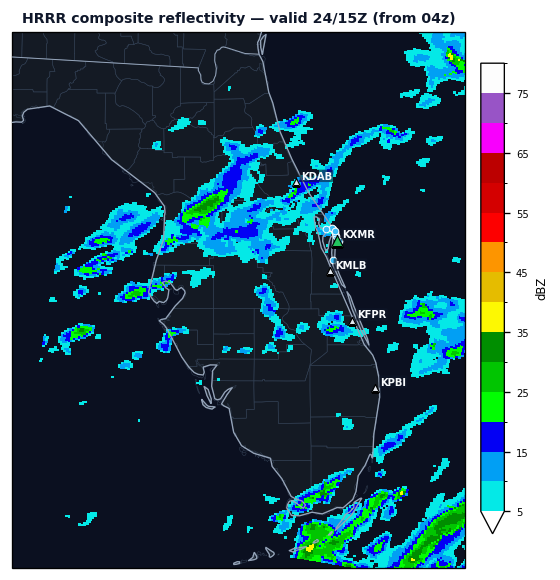 HRRR composite reflectivity — valid 24/15Z (from 04z)
KDAB
KXMR
KMLB
KFPR
KPBI
75
65
55
45
35
25
15
5
dBZ